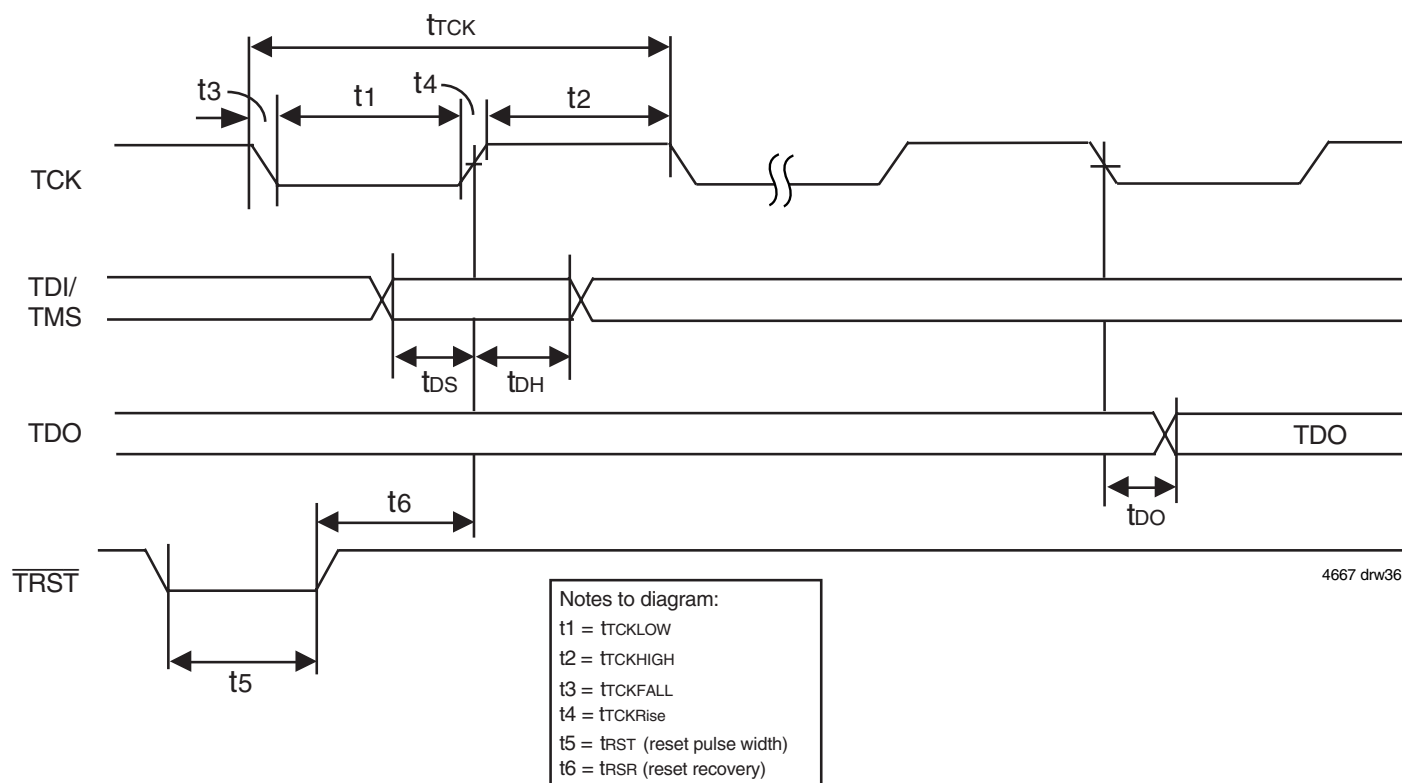 tTCK
t3
t1
t4
t2
TCK
TDI/
TMS
tDS
tDH
TDO
TDO
t6
tDO
TRST
4667 drw36
t5
Notes to diagram:
t1 = tTCKLOW
t2 = tTCKHIGH
t3 = tTCKFALL
t4 = tTCKRise
t5 = tRST (reset pulse width)
t6 = tRSR (reset recovery)